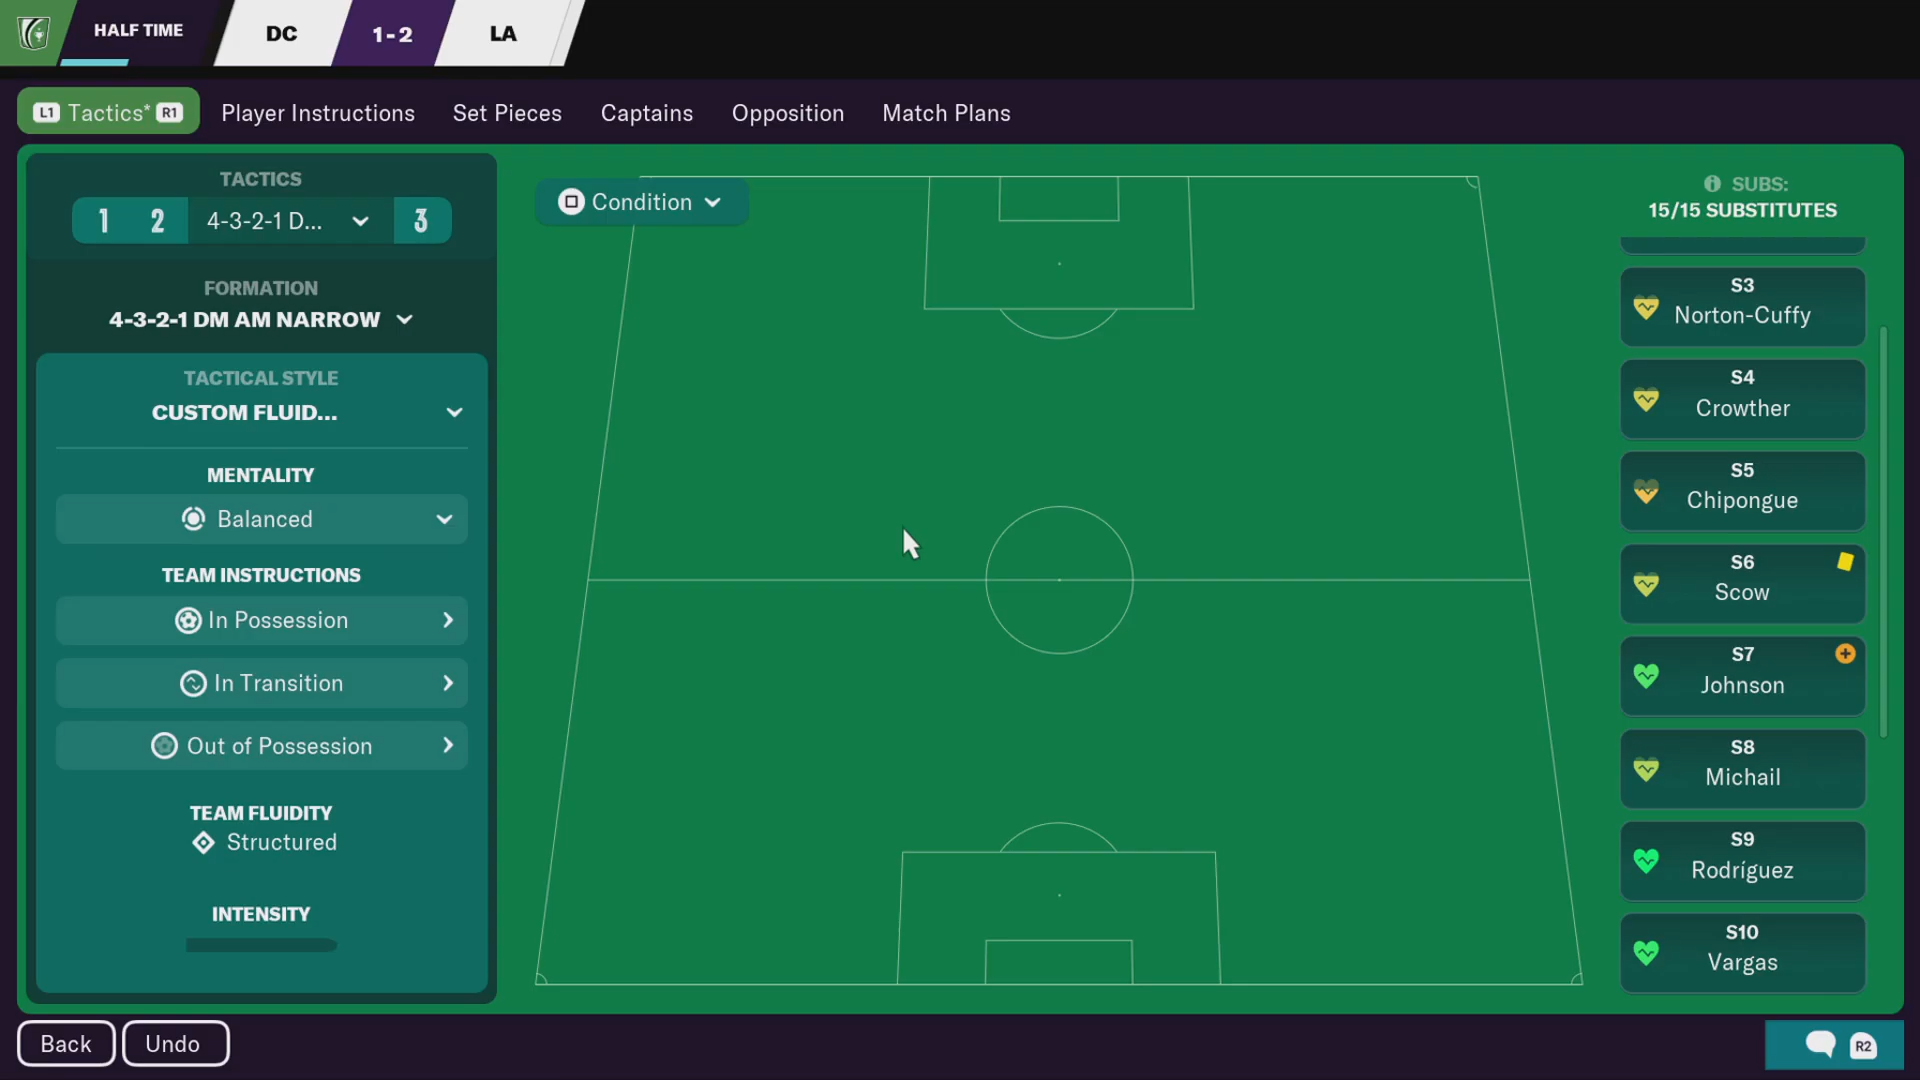 HALF TIME
DC
1-2
LA
L1 Tactics* R1
Player Instructions
Set Pieces
Captains
Opposition
Match Plans
TACTICS
1 2 4-3-2-1 D... 3
FORMATION
4-3-2-1 DM AM NARROW
TACTICAL STYLE
CUSTOM FLUID...
MENTALITY
Balanced
TEAM INSTRUCTIONS
In Possession
In Transition
Out of Possession
TEAM FLUIDITY
Structured
INTENSITY
Condition
SUBS:
15/15 SUBSTITUTES
S3
Norton-Cuffy
S4
Crowther
S5
Chipongue
S6
Scow
S7
Johnson
S8
Michail
S9
Rodríguez
S10
Vargas
Back
Undo
R2